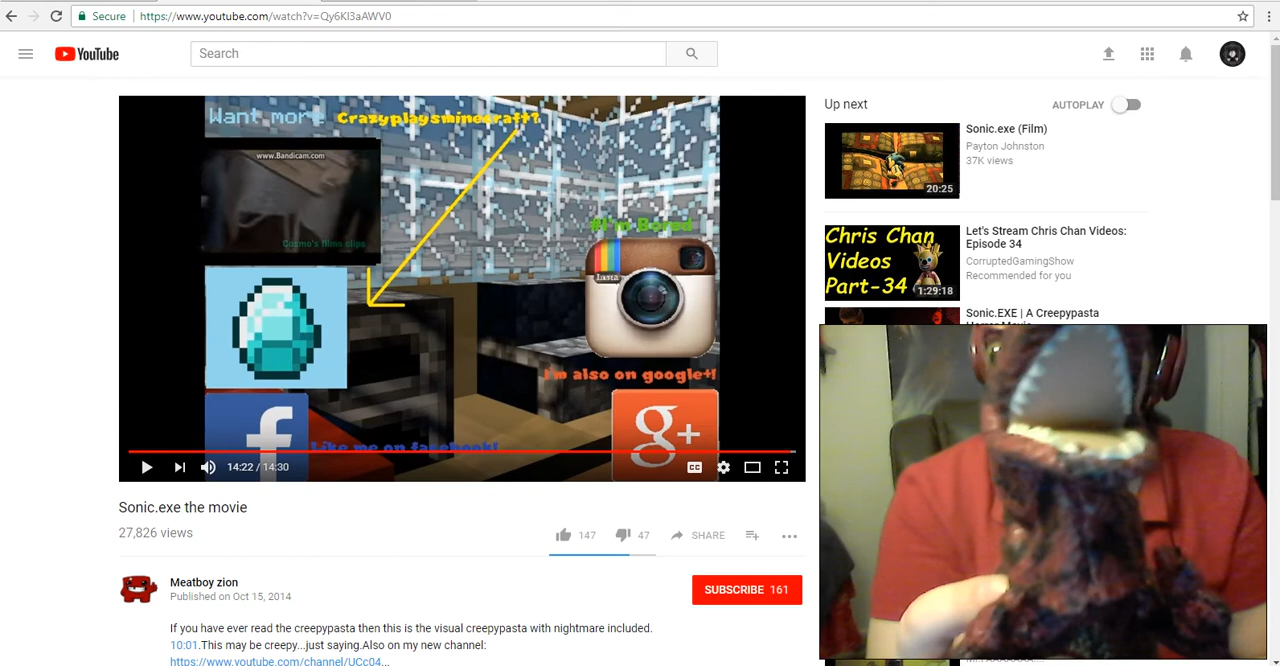 Secure https://www.youtube.com/watch?v=Qy6KI3aAWV0
YouTube
Search
Want more Crazyplaysminecraft?
www.Bandicam.com
Cosmo's films clips
#I'm Bored
Insta
I'm also on google+!
g+
f
Like me on facebook!
14:22 / 14:30
CC
Sonic.exe the movie
27,826 views
147
47
SHARE
Meatboy zion
Published on Oct 15, 2014
SUBSCRIBE 161
If you have ever read the creepypasta then this is the visual creepypasta with nightmare included.
10:01.This may be creepy...just saying.Also on my new channel:
https://www.youtube.com/channel/UCc04...
Up next
AUTOPLAY
20:25
Sonic.exe (Film)
Payton Johnston
37K views
Chris Chan
Videos
Part-34
1:29:18
Let's Stream Chris Chan Videos:
Episode 34
CorruptedGamingShow
Recommended for you
Sonic.EXE | A Creepypasta